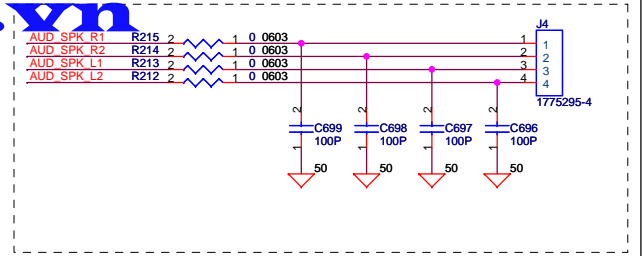 .vn
J4
AUD_SPK_R1 R215 2 1 0 0603 1 1
AUD_SPK_R2 R214 2 1 0 0603 2 2
AUD_SPK_L1 R213 2 1 0 0603 3 3
AUD_SPK_L2 R212 2 1 0 0603 4 4
1775295-4
2 2 2 2
C699 C698 C697 C696
100P 100P 100P 100P
1 1 1 1
50 50 50 50